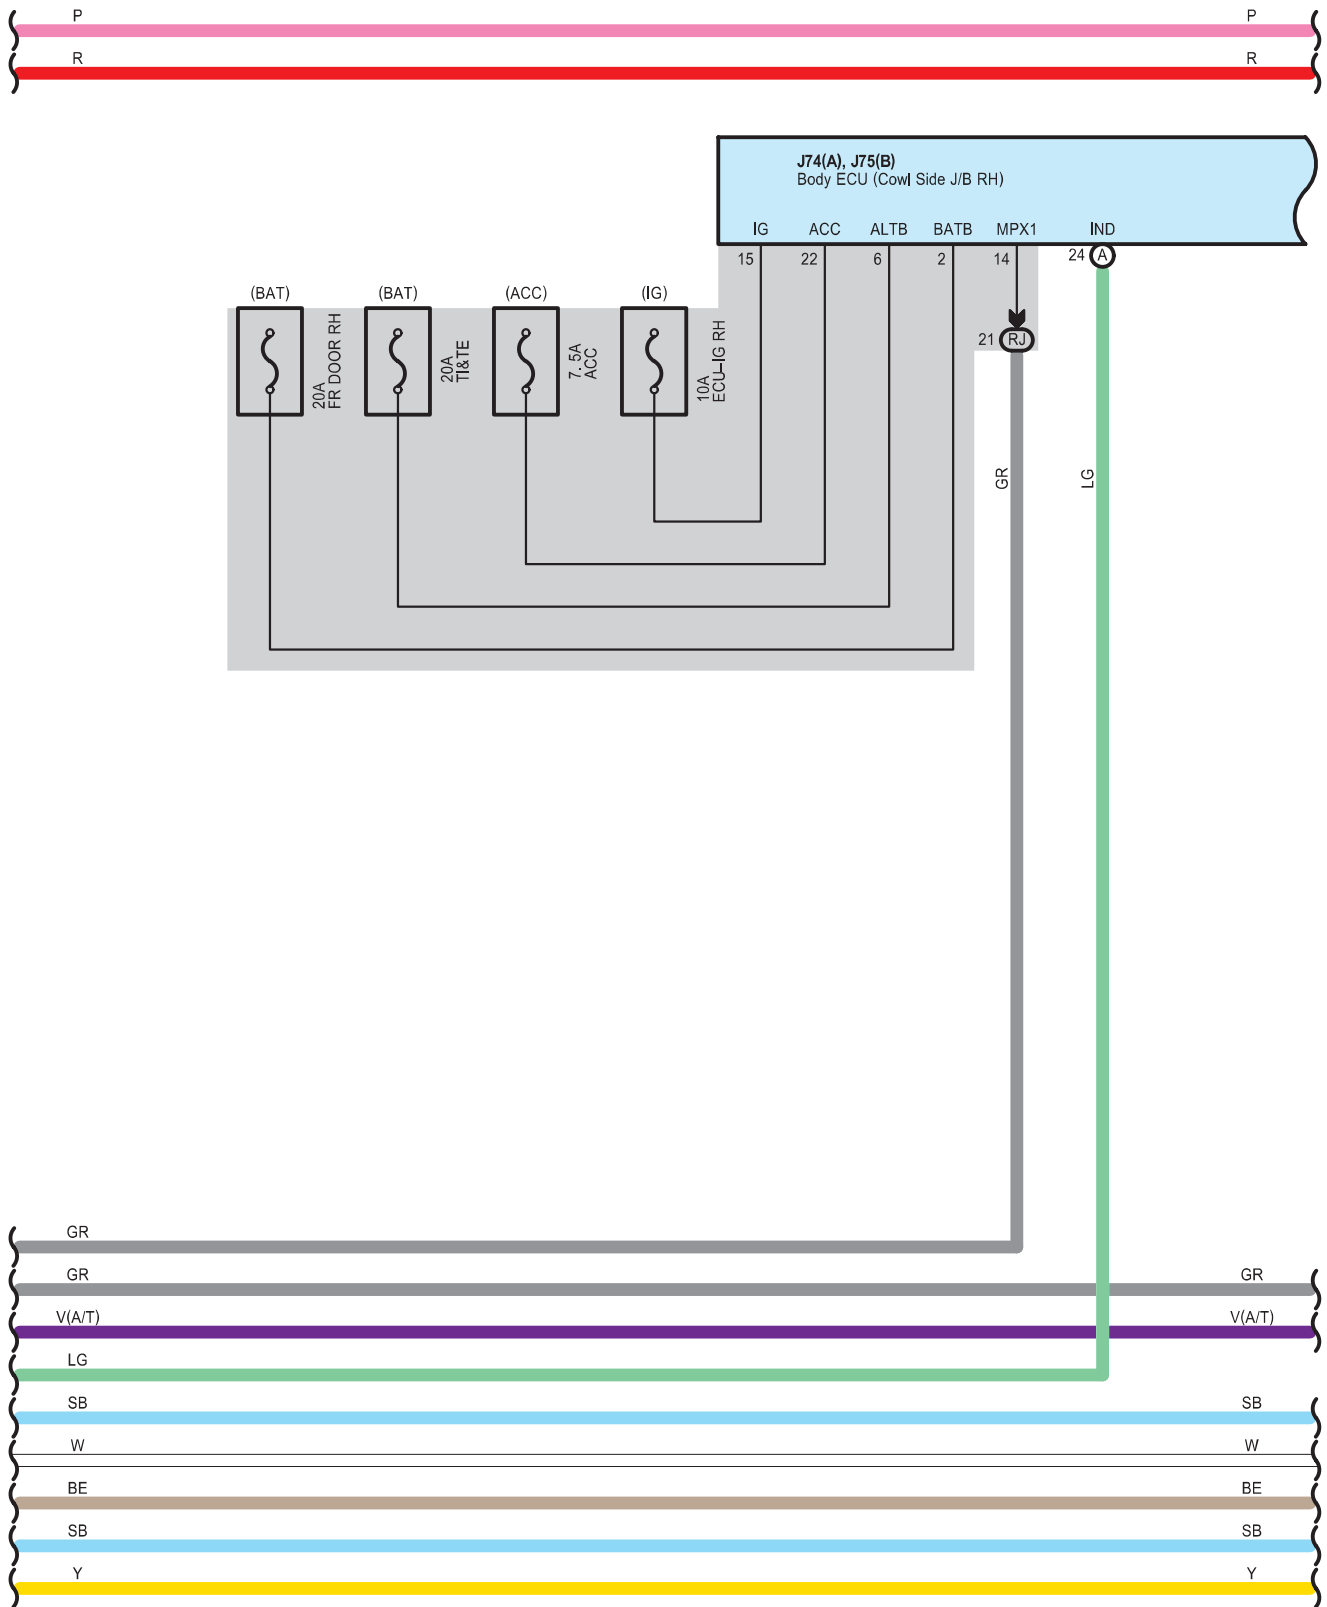 P P
R R
J74(A), J75(B)
Body ECU (Cowl Side J/B RH)
IG ACC ALTB BATB MPX1 IND
15 22 6 2 14 24 A
(BAT) (BAT) (ACC) (IG)
20A
FR DOOR RH
20A
TI&TE
7. 5A
ACC
10A
ECU-IG RH
21 RJ
GR LG
GR
GR GR
V(A/T) V(A/T)
LG
SB SB
W W
BE BE
SB SB
Y Y